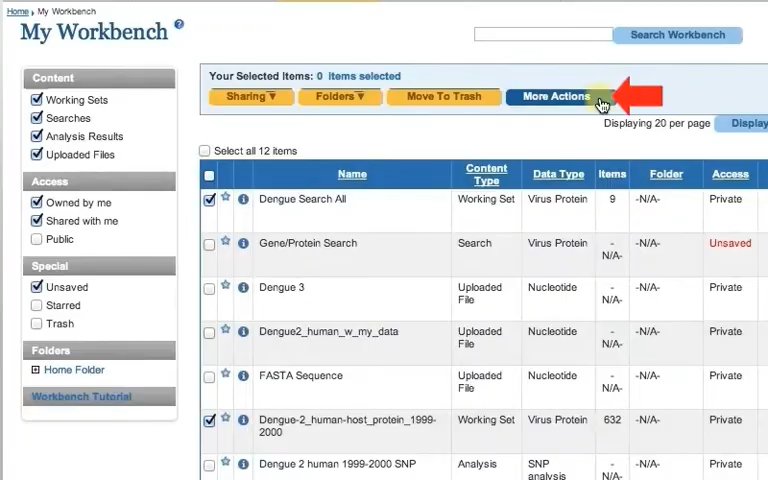 Home ▸ My Workbench
My Workbench ?
Search Workbench
Content
Working Sets
Searches
Analysis Results
Uploaded Files
Access
Owned by me
Shared with me
Public
Special
Unsaved
Starred
Trash
Folders
Home Folder
Workbench Tutorial
Your Selected Items: 0 items selected
Sharing ▼ Folders ▼ Move To Trash More Actions
Displaying 20 per page Display
Select all 12 items
Name Content Type Data Type Items Folder Access
Dengue Search All Working Set Virus Protein 9 -N/A- Private
Gene/Protein Search Search Virus Protein -N/A- -N/A- Unsaved
Dengue 3 Uploaded File Nucleotide -N/A- -N/A- Private
Dengue2_human_w_my_data Uploaded File Nucleotide -N/A- -N/A- Private
FASTA Sequence Uploaded File Nucleotide -N/A- -N/A- Private
Dengue-2_human-host_protein_1999-2000 Working Set Virus Protein 632 -N/A- Private
Dengue 2 human 1999-2000 SNP Analysis SNP analysis -N/A- -N/A- Private